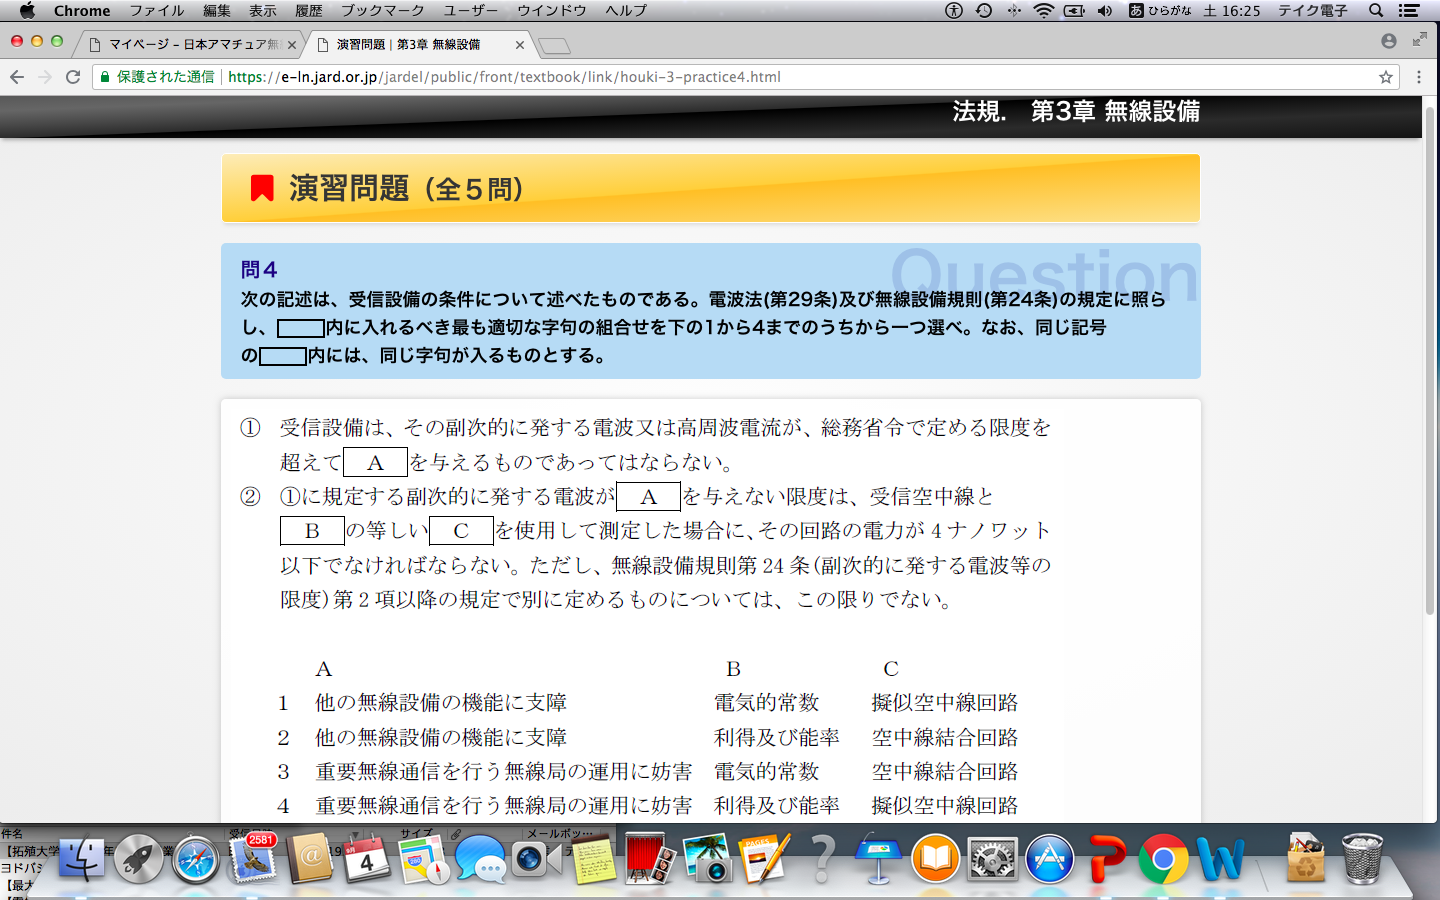 Chrome ファイル 編集 表示 履歴 ブックマーク ユーザー ウインドウ ヘルプ あ ひらがな 土 16:25 テイク電子
マイページ – 日本アマチュア無 演習問題 | 第3章 無線設備
保護された通信 https://e-ln.jard.or.jp/jardel/public/front/textbook/link/houki-3-practice4.html
法規. 第3章 無線設備
演習問題 (全５問)
Question
問４
次の記述は、受信設備の条件について述べたものである。電波法(第29条)及び無線設備規則(第24条)の規定に照ら
し、内に入れるべき最も適切な字句の組合せを下の1から4までのうちから一つ選べ。なお、同じ記号
の内には、同じ字句が入るものとする。
① 受信設備は、その副次的に発する電波又は高周波電流が、総務省令で定める限度を
超えて A を与えるものであってはならない。
② ①に規定する副次的に発する電波が A を与えない限度は、受信空中線と
B の等しい C を使用して測定した場合に、その回路の電力が 4 ナノワット
以下でなければならない。ただし、無線設備規則第 24 条(副次的に発する電波等の
限度)第 2 項以降の規定で別に定めるものについては、この限りでない。
A B C
1 他の無線設備の機能に支障 電気的常数 擬似空中線回路
2 他の無線設備の機能に支障 利得及び能率 空中線結合回路
3 重要無線通信を行う無線局の運用に妨害 電気的常数 空中線結合回路
4 重要無線通信を行う無線局の運用に妨害 利得及び能率 擬似空中線回路
件名 サイズ メールボッ…
【拓殖大学
ヨドバシ
【最大
2581
4
PAGES